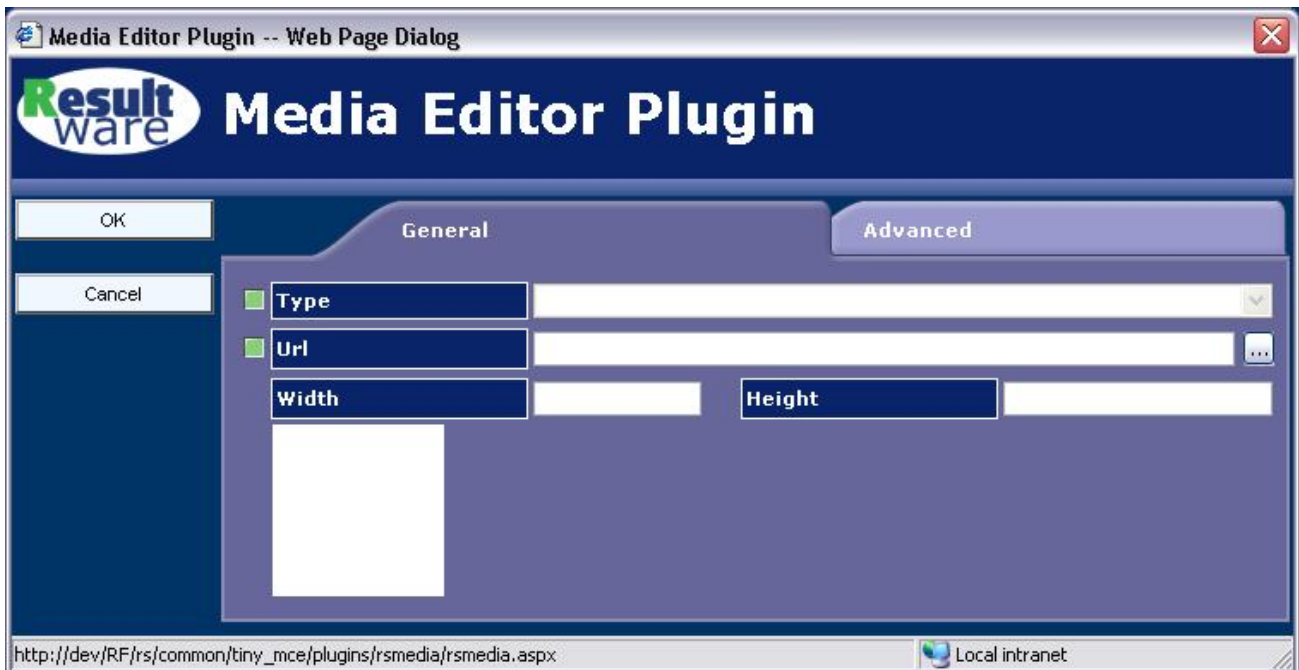 Media Editor Plugin -- Web Page Dialog
Result
ware
Media Editor Plugin
OK
General
Advanced
Cancel
Type
Url
...
Width
Height
http://dev/RF/rs/common/tiny_mce/plugins/rsmedia/rsmedia.aspx
Local intranet